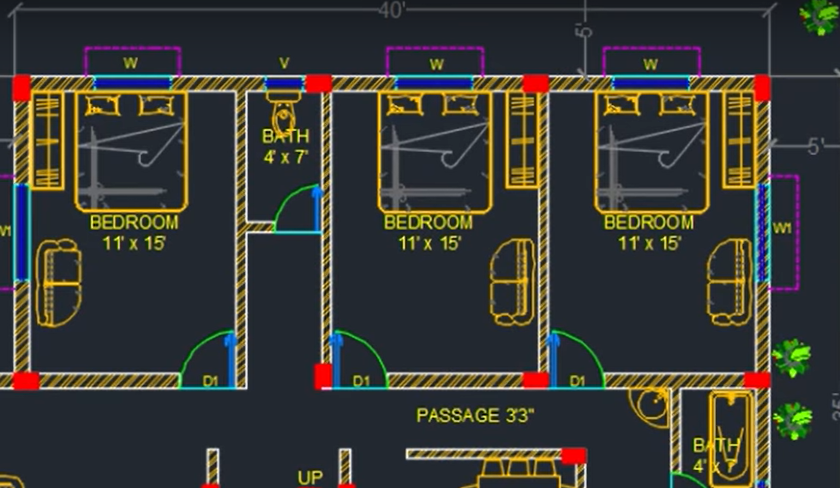 40'
5'
W
V
W
W
BATH
4' x 7'
5'
BEDROOM
11' x 15'
BEDROOM
11' x 15'
BEDROOM
11' x 15'
W1
W1
D1
D1
D1
PASSAGE 3'3"
BATH
4' x 7'
UP